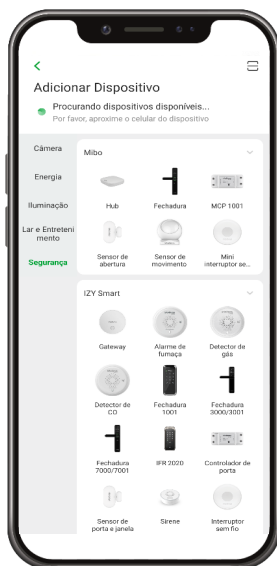 Adicionar Dispositivo
Procurando dispositivos disponíveis...
Por favor, aproxime o celular do dispositivo
Câmera
Energia
Iluminação
Lar e Entreteni
mento
Segurança
Mibo
Hub
Fechadura
MCP 1001
Sensor de
abertura
Sensor de
movimento
Mini
interruptor se...
IZY Smart
Gateway
Alarme de
fumaça
Detector de
gás
Detector de
CO
Fechadura
1001
Fechadura
3000/3001
Fechadura
7000/7001
IFR 2020
Controlador de
porta
Sensor de
porta e janela
Sirene
Interruptor
sem fio